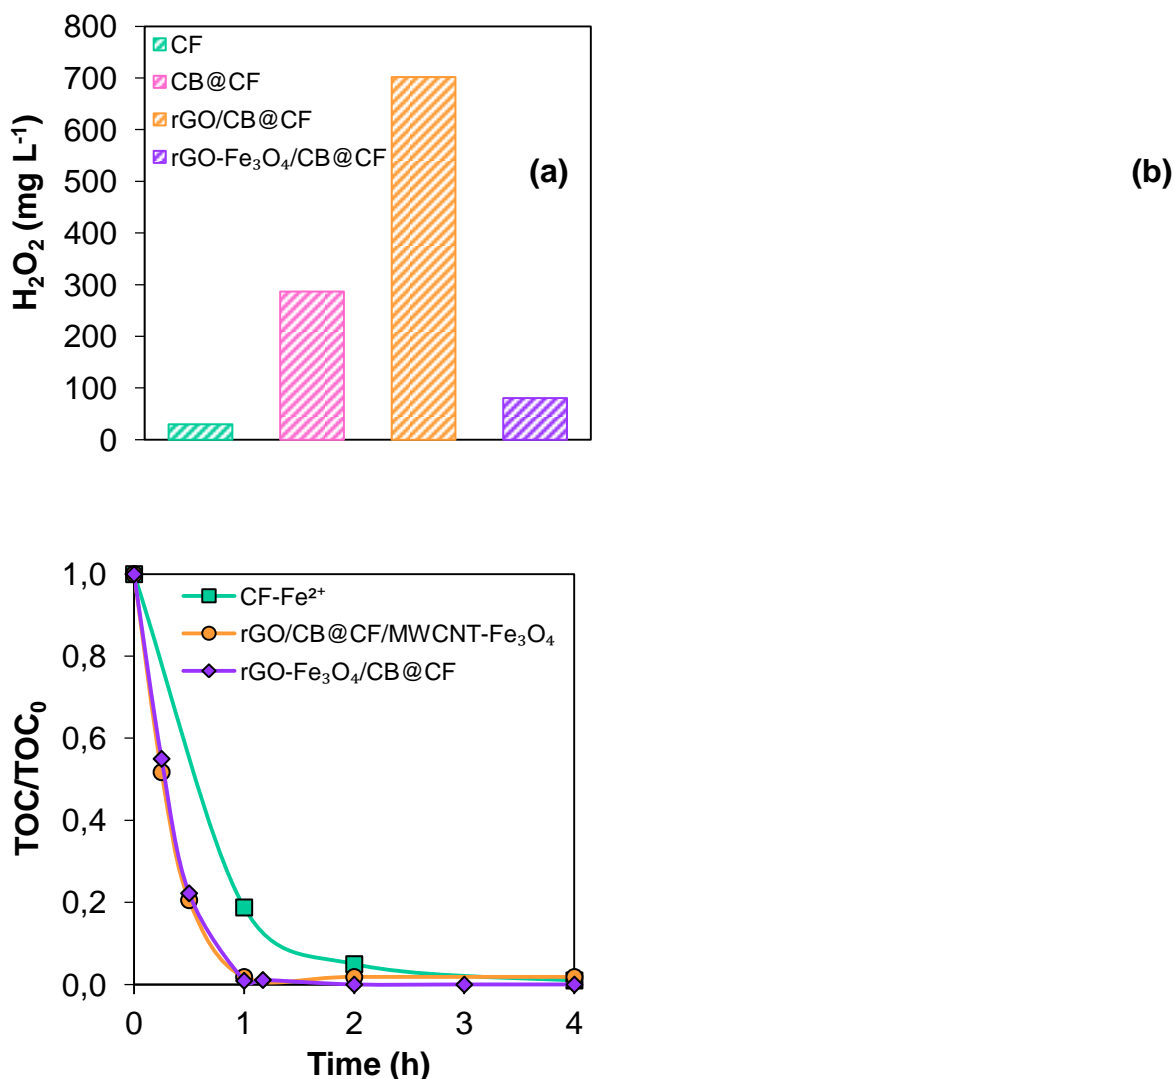 H₂O₂ (mg L⁻¹)
800
700
600
500
400
300
200
100
0
CF
CB@CF
rGO/CB@CF
rGO-Fe₃O₄/CB@CF
(a)
(b)
TOC/TOC₀
1,0
0,8
0,6
0,4
0,2
0,0
CF-Fe²⁺
rGO/CB@CF/MWCNT-Fe₃O₄
rGO-Fe₃O₄/CB@CF
0 1 2 3 4
Time (h)